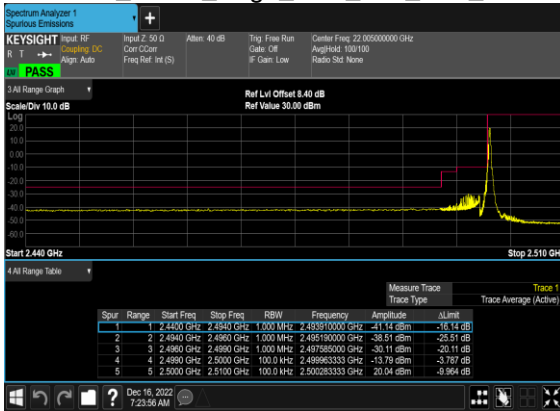 Spectrum Analyzer 1
Spurious Emissions
KEYSIGHT Input: RF Input Z: 50 Ω Atten: 40 dB Trig: Free Run Center Freq: 22.005000000 GHz
R T Coupling: DC Corr CCorr Gate: Off Avg|Hold: 100/100
Align: Auto Freq Ref: Int (S) IF Gain: Low Radio Std: None
PASS
3 All Range Graph
Ref Lvl Offset 8.40 dB
Scale/Div 10.0 dB Ref Value 30.00 dBm
Log
20.0
10.0
0.00
-10.0
-20.0
-30.0
-40.0
-50.0
-60.0
Start 2.440 GHz Stop 2.510 GH
4 All Range Table
Measure Trace Trace 1
Trace Type Trace Average (Active)
Spur Range Start Freq Stop Freq RBW Frequency Amplitude ΔLimit
1 1 2.4400 GHz 2.4940 GHz 1.000 MHz 2.493910000 GHz -41.14 dBm -16.14 dB
2 2 2.4940 GHz 2.4960 GHz 1.000 MHz 2.495190000 GHz -38.51 dBm -25.51 dB
3 3 2.4960 GHz 2.4990 GHz 1.000 MHz 2.497585000 GHz -30.11 dBm -20.11 dB
4 4 2.4990 GHz 2.5000 GHz 100.0 kHz 2.499963333 GHz -13.79 dBm -3.787 dB
5 5 2.5000 GHz 2.5100 GHz 100.0 kHz 2.500283333 GHz 20.04 dBm -9.964 dB
? Dec 16, 2022
7:23:56 AM